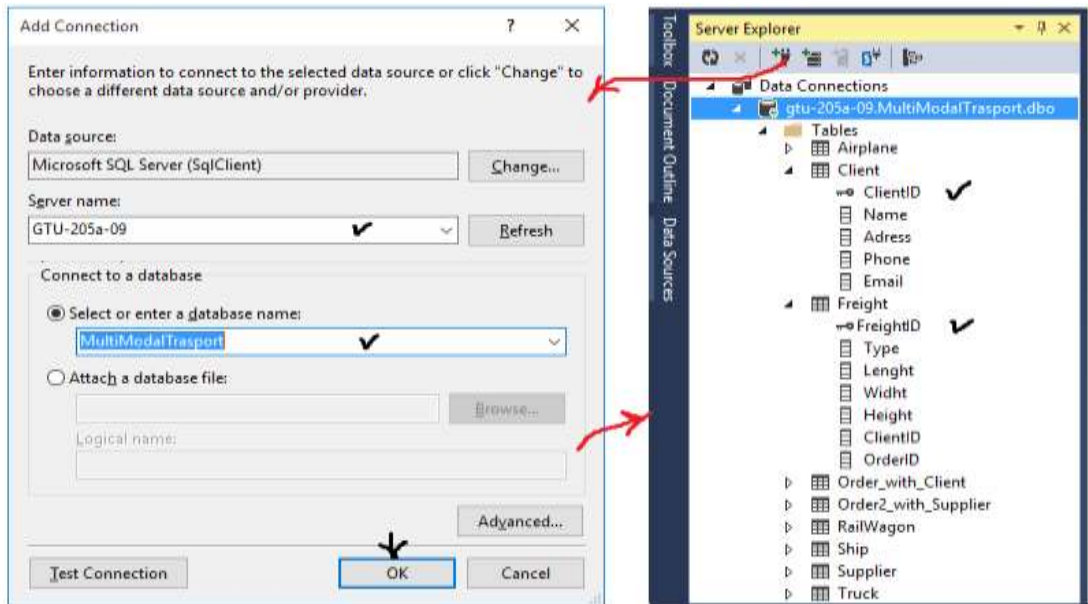 Add Connection ? ×
Enter information to connect to the selected data source or click "Change" to
choose a different data source and/or provider.
Data source:
Microsoft SQL Server (SqlClient)
Change...
Server name:
GTU-205a-09
Refresh
Connect to a database
Select or enter a database name:
MultiModalTrasport
Attach a database file:
Browse...
Logical name:
Advanced...
Test Connection
OK
Cancel
Toolbox
Document Outline
Data Sources
Server Explorer
Data Connections
gtu-205a-09.MultiModalTrasport.dbo
Tables
Airplane
Client
ClientID
Name
Adress
Phone
Email
Freight
FreightID
Type
Lenght
Widht
Height
ClientID
OrderID
Order_with_Client
Order2_with_Supplier
RailWagon
Ship
Supplier
Truck